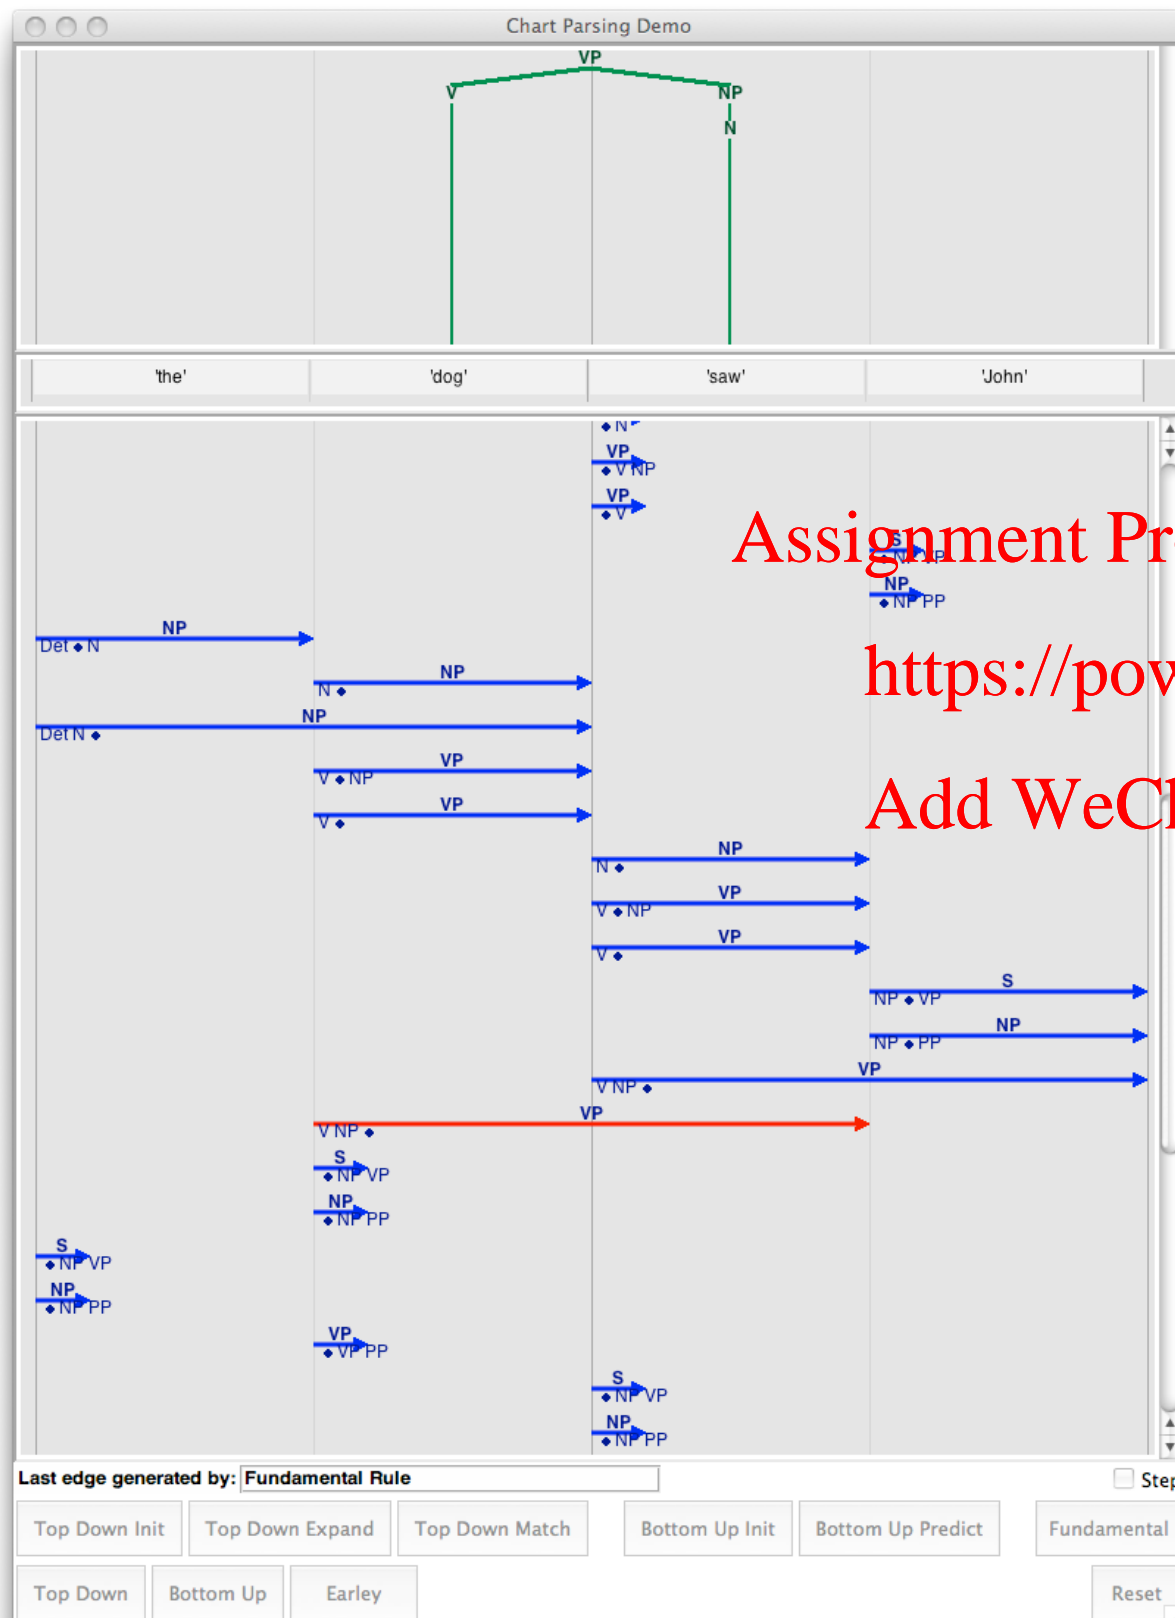 Chart Parsing Demo
VP
V NP
N
'the' 'dog' 'saw' 'John'
• N
VP
• V NP
VP
• V
S
• NP VP
NP
• NP PP
NP
Det • N
NP
N •
NP
Det N •
VP
V • NP
VP
V •
NP
N •
VP
V • NP
VP
V •
S
NP • VP
NP
NP • PP
VP
V NP •
VP
V NP •
S
• NP VP
NP
• NP PP
S
• NP VP
NP
• NP PP
VP
• VP PP
S
• NP VP
NP
• NP PP
Assignment Pr
https://pow
Add WeCh
Last edge generated by: Fundamental Rule Step
Top Down Init Top Down Expand Top Down Match Bottom Up Init Bottom Up Predict Fundamental
Top Down Bottom Up Earley Reset